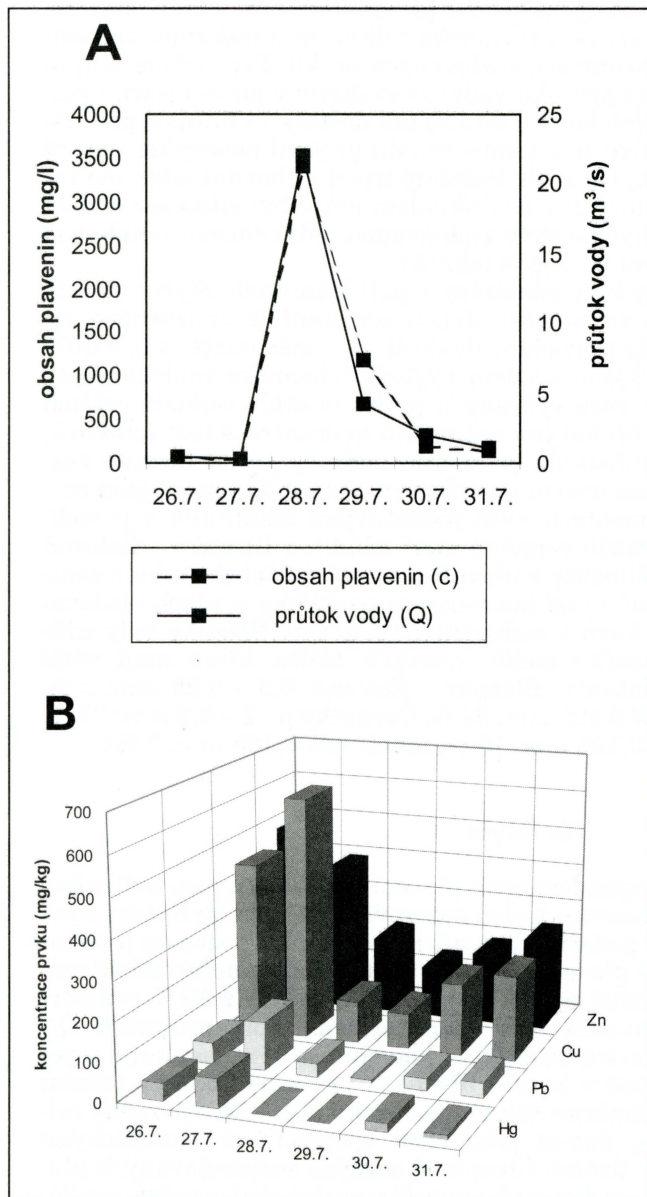 A
obsah plavenin (mg/l)
4000
3500
3000
2500
2000
1500
1000
500
0
průtok vody (m³/s)
25
20
15
10
5
0
26.7. 27.7. 28.7. 29.7. 30.7. 31.7.
obsah plavenin (c)
průtok vody (Q)
B
koncentrace prvku (mg/kg)
700
600
500
400
300
200
100
0
26.7. 27.7. 28.7. 29.7. 30.7. 31.7.
Zn
Cu
Pb
Hg